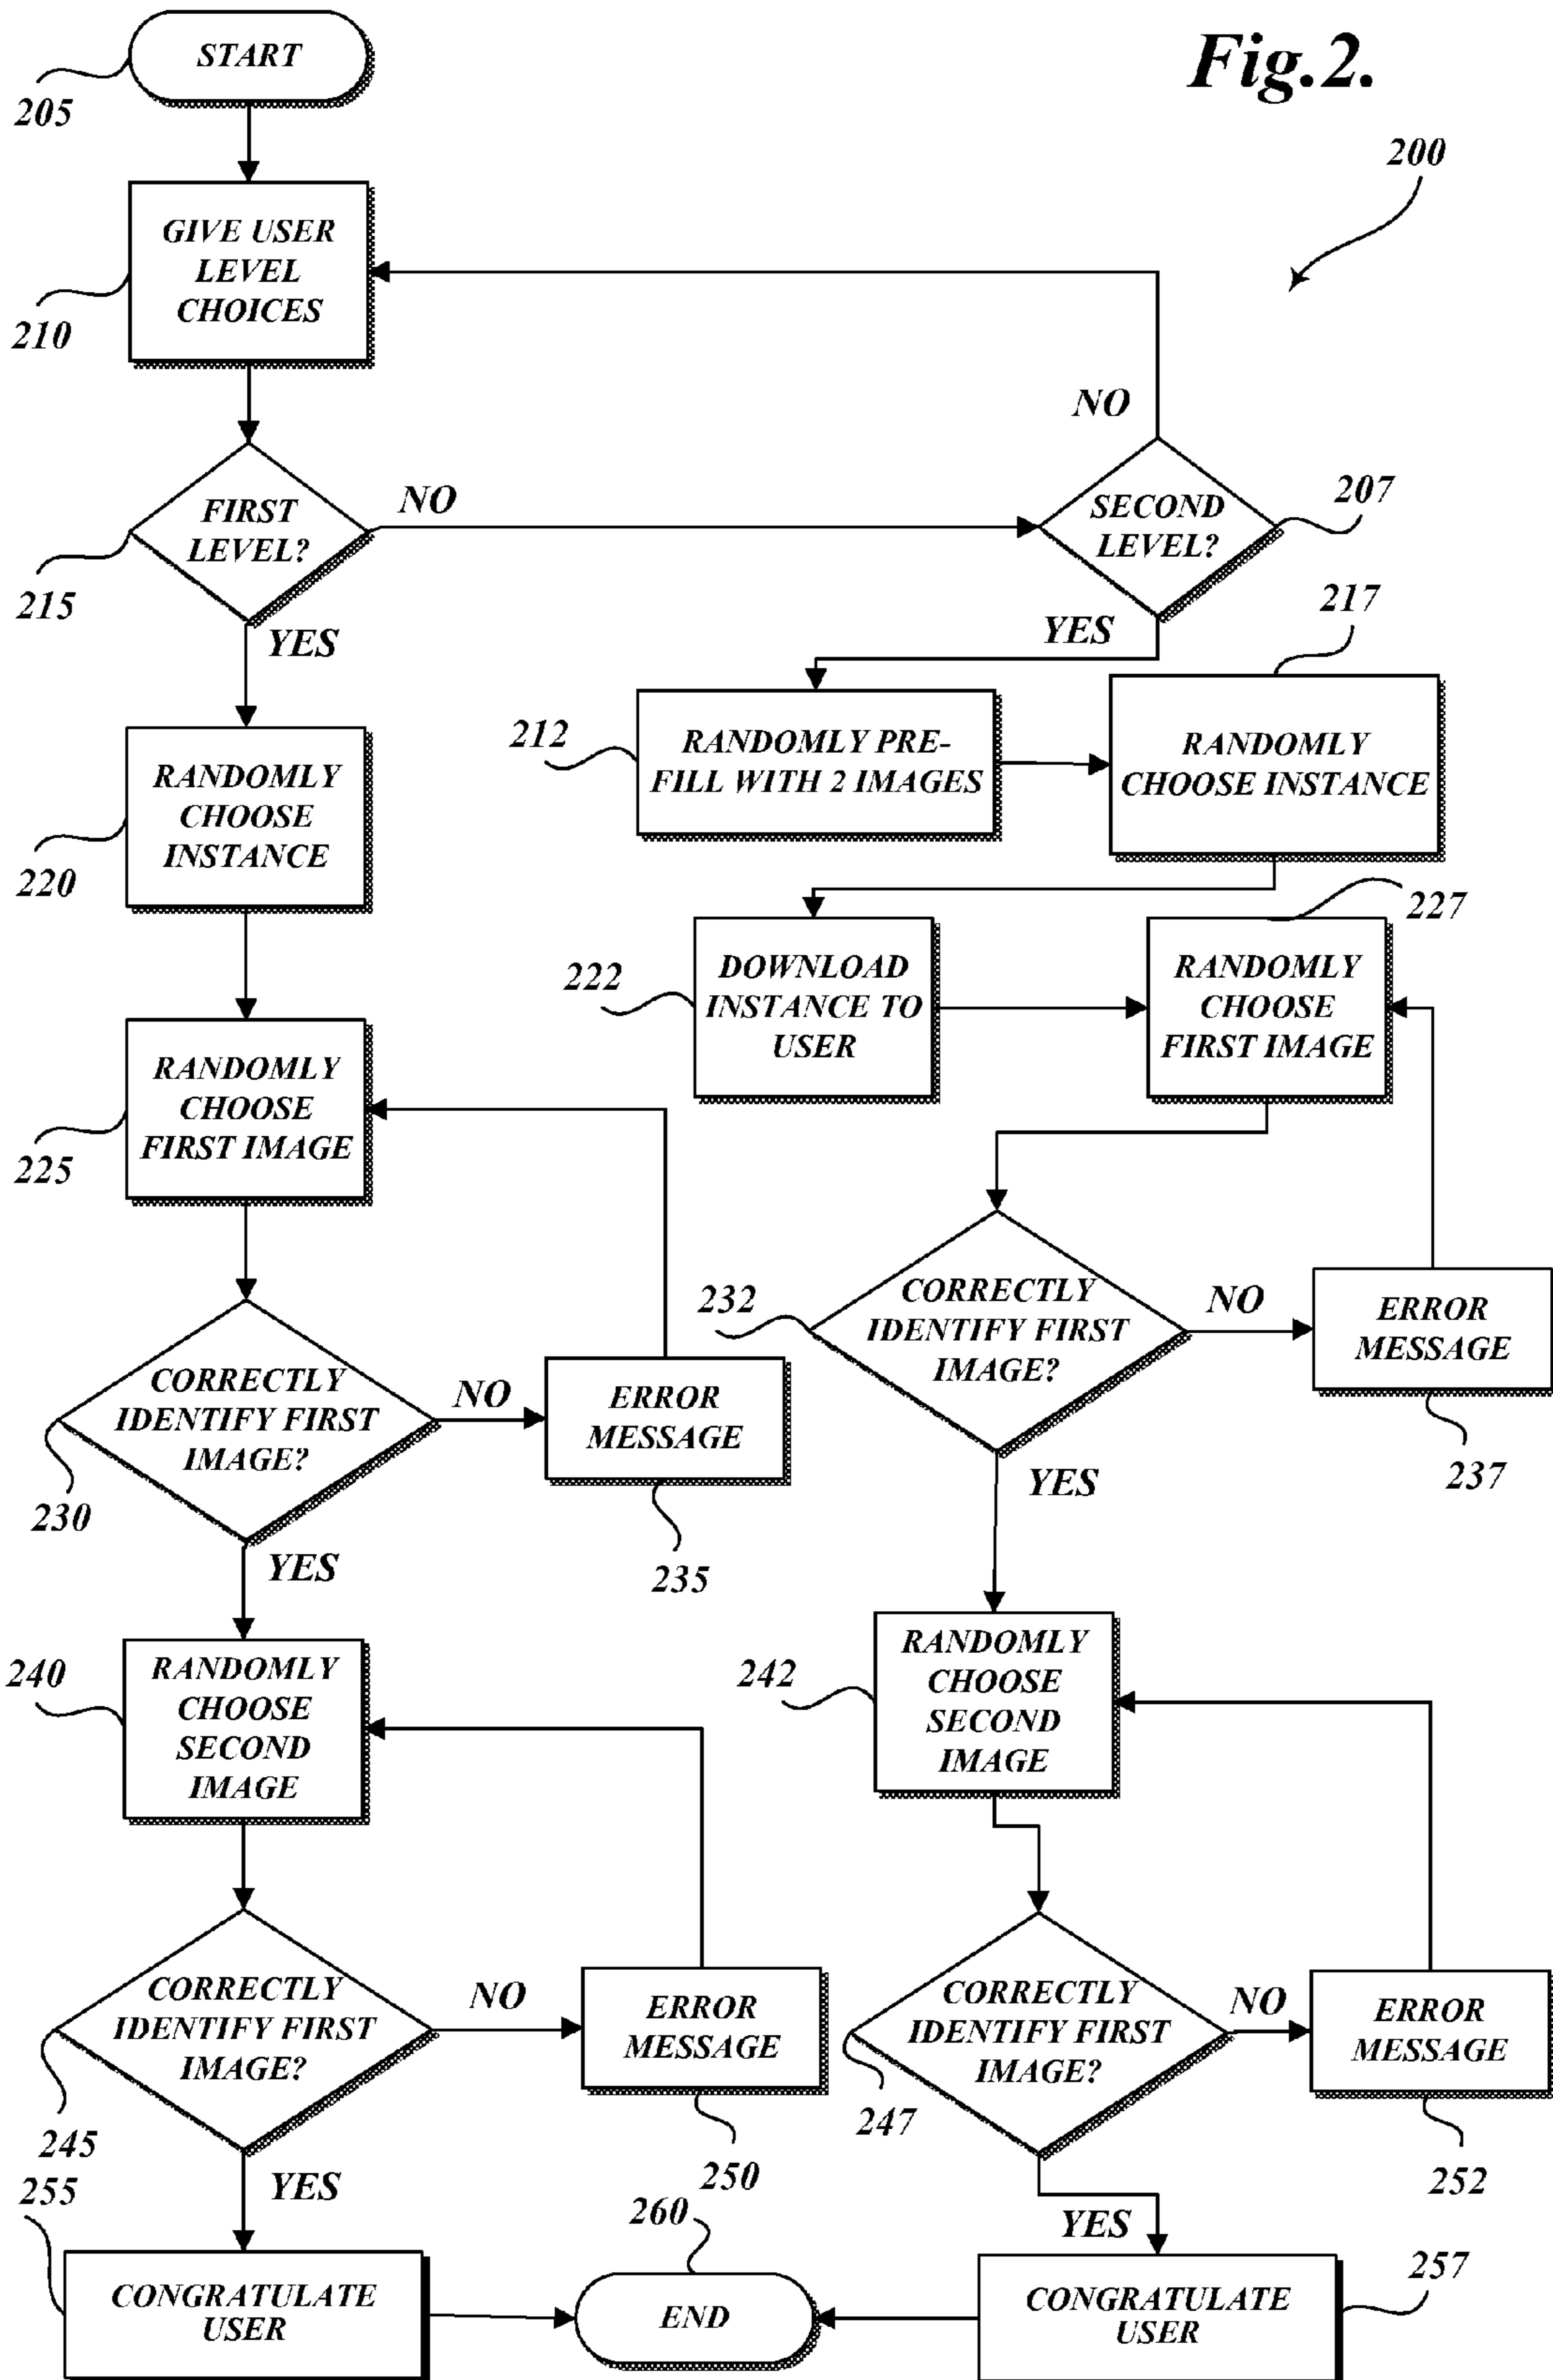 Fig.2.
200
START
205
GIVE USER
LEVEL
CHOICES
210
NO
FIRST
LEVEL?
215
NO
SECOND
LEVEL?
207
YES
YES
217
RANDOMLY PRE-
FILL WITH 2 IMAGES
212
RANDOMLY
CHOOSE INSTANCE
RANDOMLY
CHOOSE
INSTANCE
220
227
DOWNLOAD
INSTANCE TO
USER
222
RANDOMLY
CHOOSE
FIRST IMAGE
RANDOMLY
CHOOSE
FIRST IMAGE
225
CORRECTLY
IDENTIFY FIRST
IMAGE?
232
NO
ERROR
MESSAGE
237
YES
CORRECTLY
IDENTIFY FIRST
IMAGE?
230
NO
ERROR
MESSAGE
235
YES
RANDOMLY
CHOOSE
SECOND
IMAGE
240
RANDOMLY
CHOOSE
SECOND
IMAGE
242
CORRECTLY
IDENTIFY FIRST
IMAGE?
245
NO
ERROR
MESSAGE
250
CORRECTLY
IDENTIFY FIRST
IMAGE?
247
NO
ERROR
MESSAGE
252
YES
YES
255
CONGRATULATE
USER
260
END
CONGRATULATE
USER
257